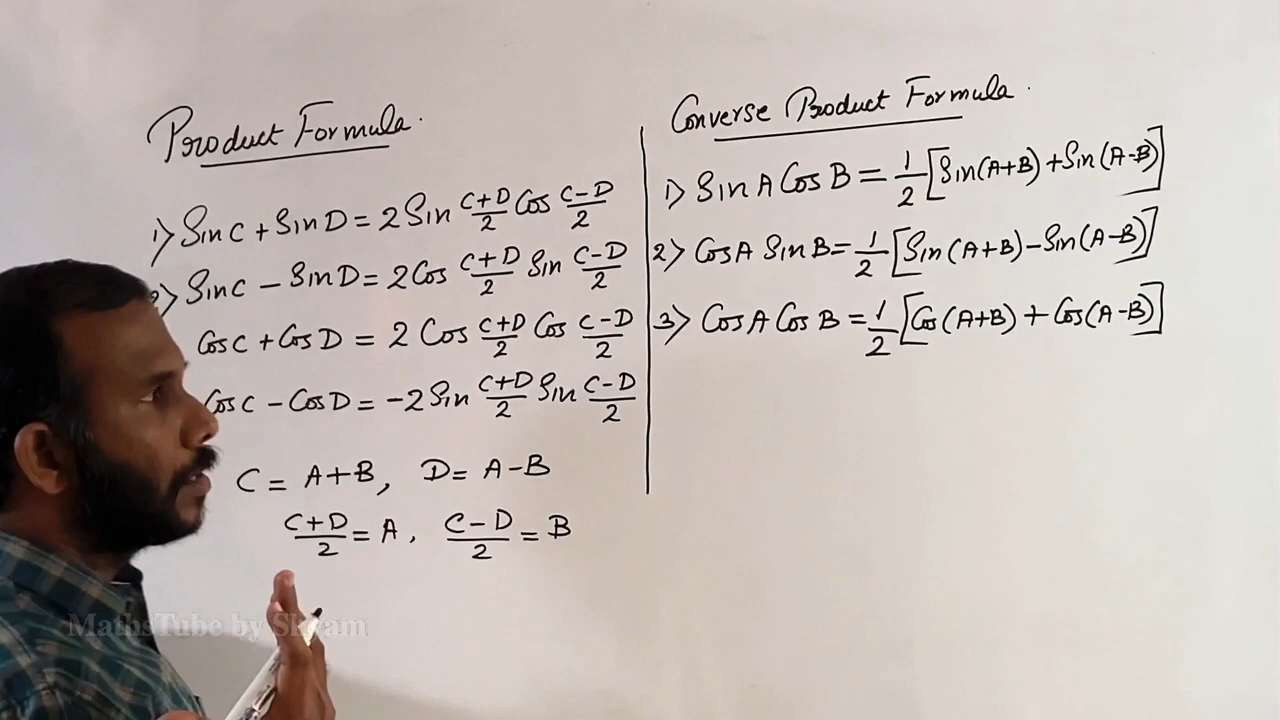 Product Formula.
1) Sin C + Sin D = 2 Sin (C+D)/2 Cos (C-D)/2
2) Sin C - Sin D = 2 Cos (C+D)/2 Sin (C-D)/2
Cos C + Cos D = 2 Cos (C+D)/2 Cos (C-D)/2
Cos C - Cos D = -2 Sin (C+D)/2 Sin (C-D)/2
C = A+B, D = A-B
(C+D)/2 = A, (C-D)/2 = B
Converse Product Formula.
1) Sin A Cos B = 1/2 [Sin(A+B) + Sin(A-B)]
2) Cos A Sin B = 1/2 [Sin(A+B) - Sin(A-B)]
3) Cos A Cos B = 1/2 [Cos(A+B) + Cos(A-B)]
MathsTube by